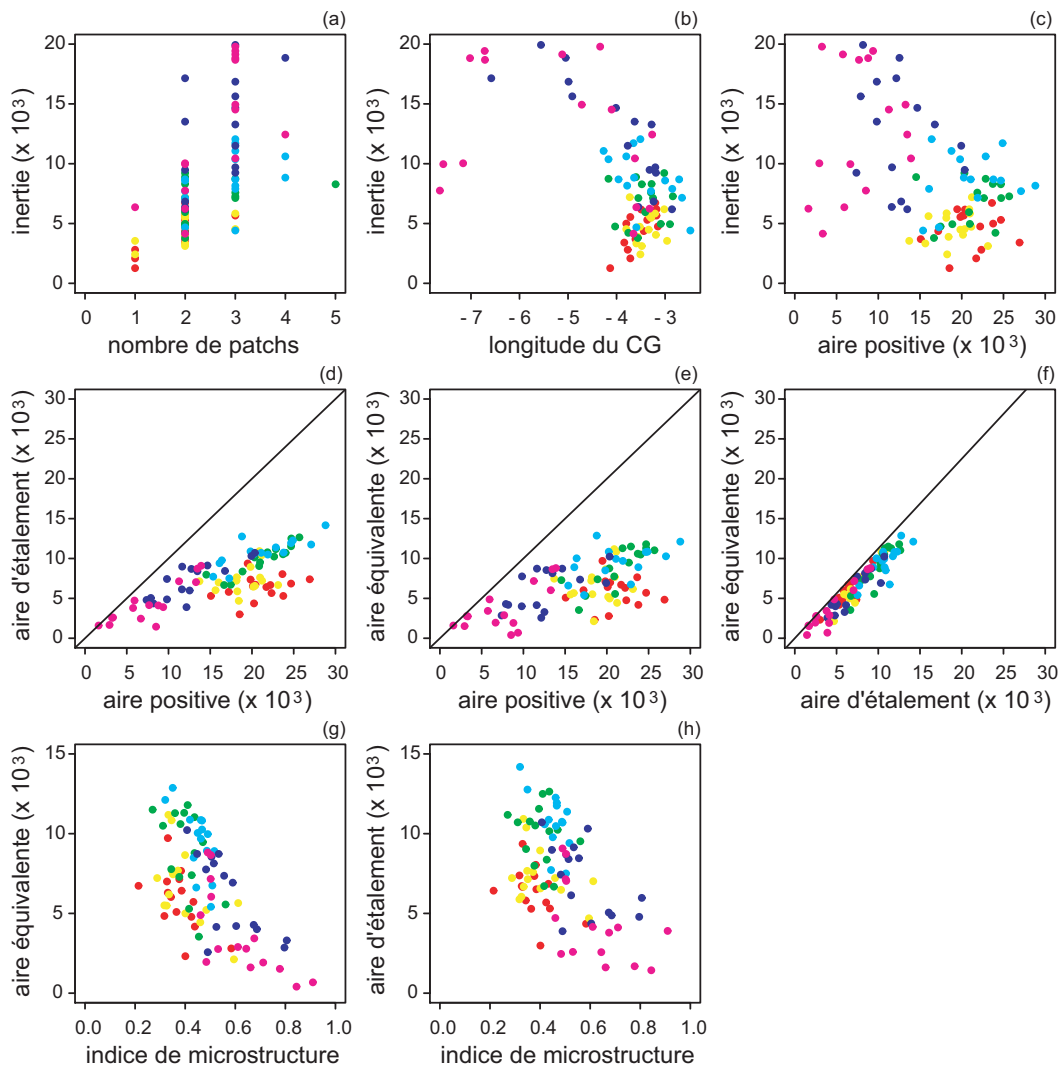 (a)
inertie (x 10³)
20
15
10
5
0
0 1 2 3 4 5
nombre de patchs
(b)
inertie (x 10³)
20
15
10
5
0
- 7 - 6 - 5 - 4 - 3
longitude du CG
(c)
inertie (x 10³)
20
15
10
5
0
0 5 10 15 20 25 30
aire positive (x 10³)
(d)
aire d'étalement (x 10³)
30
25
20
15
10
5
0
0 5 10 15 20 25 30
aire positive (x 10³)
(e)
aire équivalente (x 10³)
30
25
20
15
10
5
0
0 5 10 15 20 25 30
aire positive (x 10³)
(f)
aire équivalente (x 10³)
30
25
20
15
10
5
0
0 5 10 15 20 25 30
aire d'étalement (x 10³)
(g)
aire équivalente (x 10³)
15
10
5
0
0.0 0.2 0.4 0.6 0.8 1.0
indice de microstructure
(h)
aire d'étalement (x 10³)
15
10
5
0
0.0 0.2 0.4 0.6 0.8 1.0
indice de microstructure